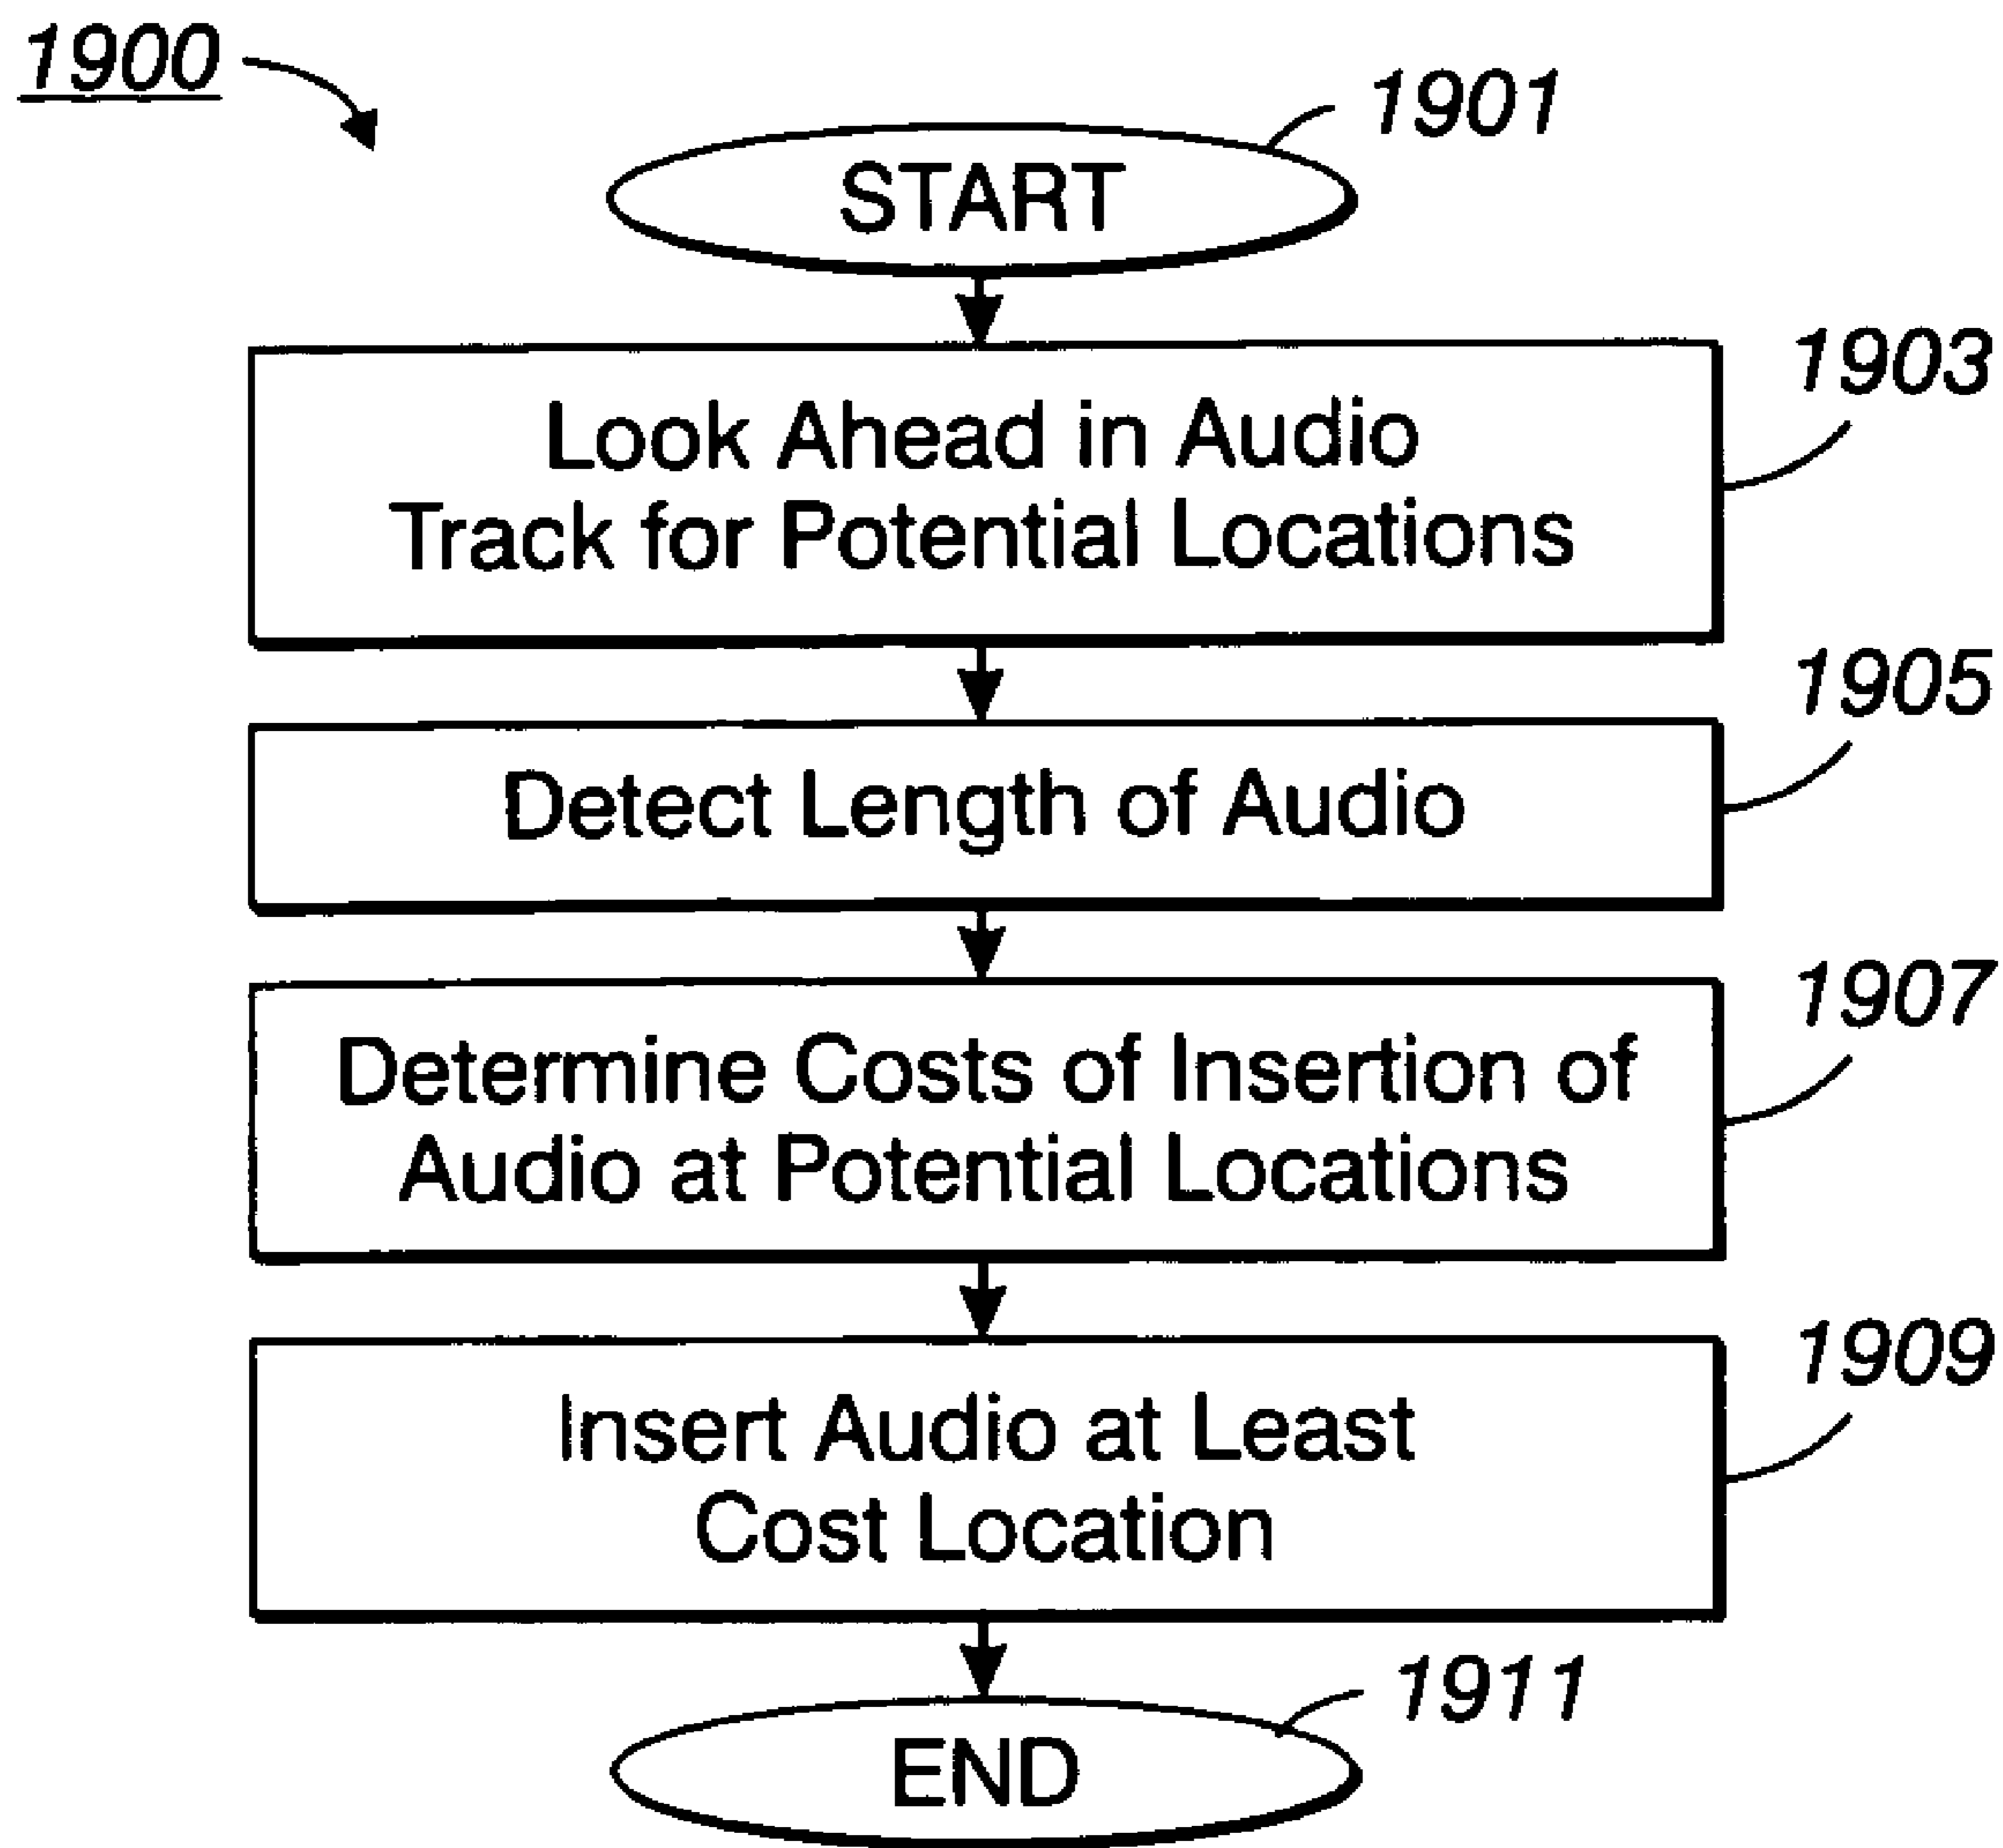 1900
1901
START
1903
Look Ahead in Audio
Track for Potential Locations
1905
Detect Length of Audio
1907
Determine Costs of Insertion of
Audio at Potential Locations
1909
Insert Audio at Least
Cost Location
1911
END